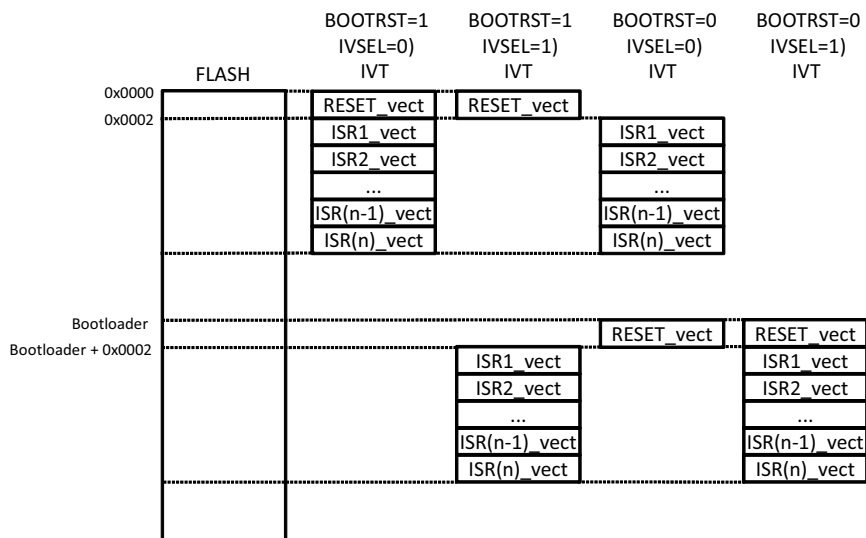 BOOTRST=1
IVSEL=0)
IVT
BOOTRST=1
IVSEL=1)
IVT
BOOTRST=0
IVSEL=0)
IVT
BOOTRST=0
IVSEL=1)
IVT
FLASH
0x0000
RESET_vect
RESET_vect
0x0002
ISR1_vect
ISR1_vect
ISR2_vect
ISR2_vect
...
...
ISR(n-1)_vect
ISR(n-1)_vect
ISR(n)_vect
ISR(n)_vect
Bootloader
RESET_vect
RESET_vect
Bootloader + 0x0002
ISR1_vect
ISR1_vect
ISR2_vect
ISR2_vect
...
...
ISR(n-1)_vect
ISR(n-1)_vect
ISR(n)_vect
ISR(n)_vect